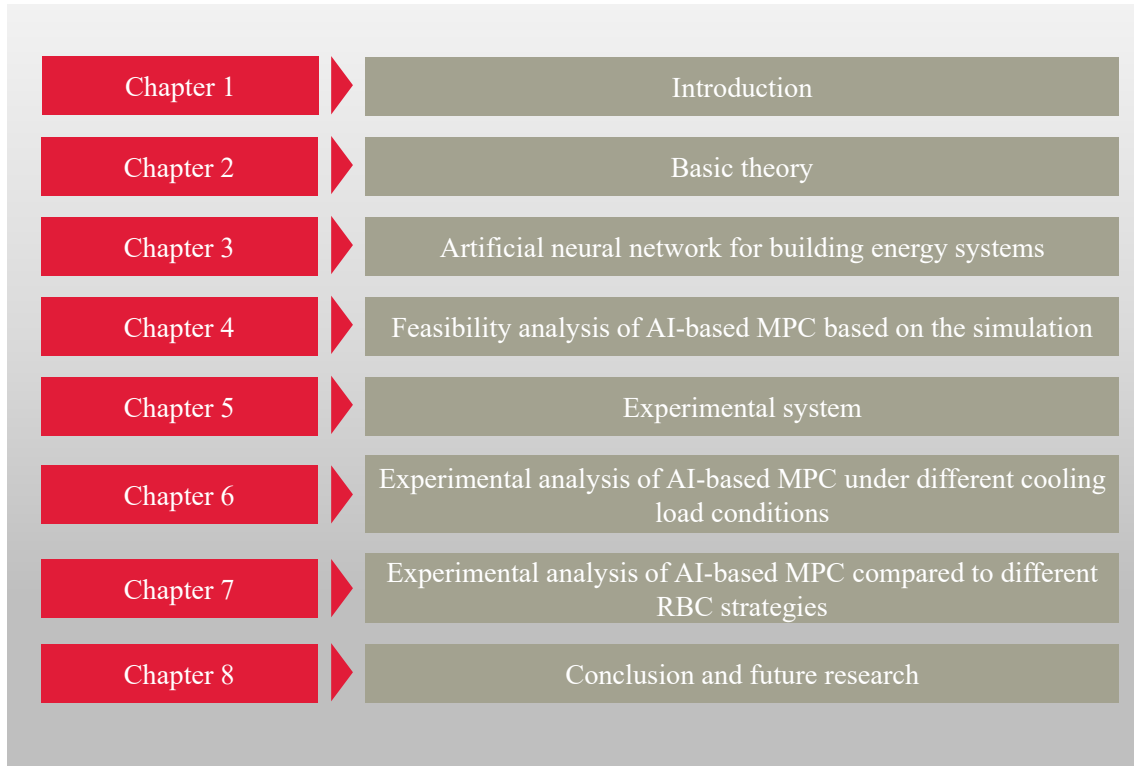 Chapter 1
Introduction
Chapter 2
Basic theory
Chapter 3
Artificial neural network for building energy systems
Chapter 4
Feasibility analysis of AI-based MPC based on the simulation
Chapter 5
Experimental system
Chapter 6
Experimental analysis of AI-based MPC under different cooling
load conditions
Chapter 7
Experimental analysis of AI-based MPC compared to different
RBC strategies
Chapter 8
Conclusion and future research